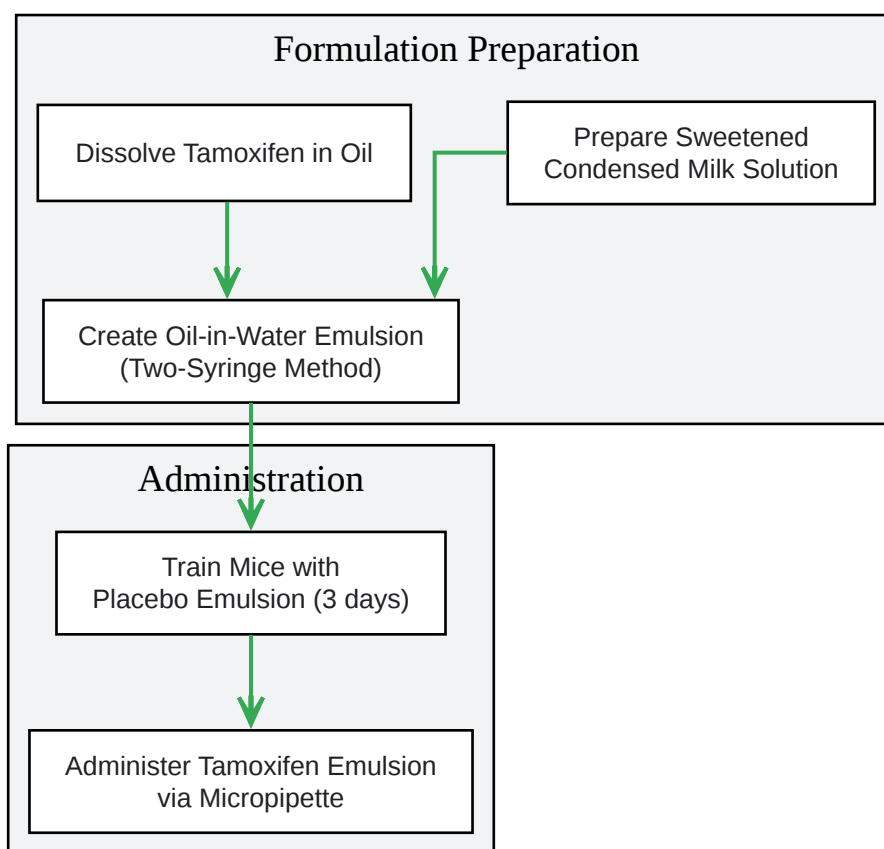 Formulation Preparation
Dissolve Tamoxifen in Oil
Prepare Sweetened
Condensed Milk Solution
Create Oil-in-Water Emulsion
(Two-Syringe Method)
Administration
Train Mice with
Placebo Emulsion (3 days)
Administer Tamoxifen Emulsion
via Micropipette